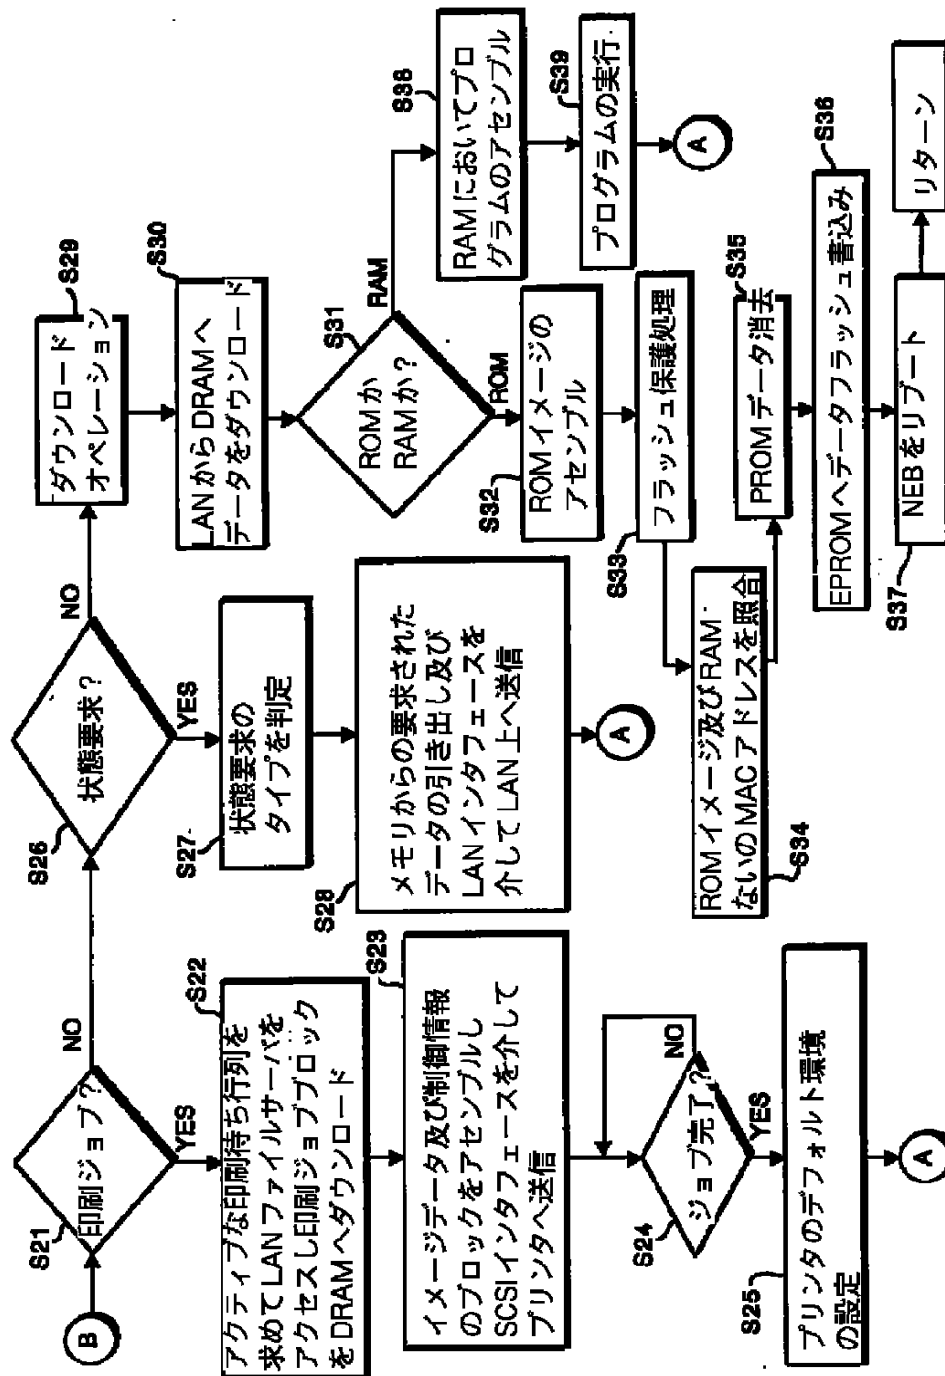 B
S21
印刷ジョブ?
NO
YES
S22
アクティブな印刷待ち行列を
求めてLANファイルサーバを
アクセスし印刷ジョブブロック
をDRAMへダウンロード
S23
イメージデータ及び制御情報
のブロックをアセンブルし
SCSIインタフェースを介して
プリンタへ送信
S24
ジョブ完了?
NO
YES
S25
プリンタのデフォルト環境
の設定
A
S26
状態要求?
NO
YES
S27
状態要求の
タイプを判定
S28
メモリからの要求された
データの引き出し及び
LANインタフェースを
介してLAN上へ送信
A
S29
ダウンロード
オペレーション
S30
LANからDRAMへ
データをダウンロード
S31
ROMか
RAMか?
RAM
ROM
S32
ROMイメージの
アセンブル
S33
フラッシュ保護処理
S34
ROMイメージ及びRAM
ないのMACアドレスを照合
S35
PROMデータ消去
S36
EPROMへデータフラッシュ書込み
S37
NEBをリブート
リターン
S38
RAMにおいてプロ
グラムのアセンブル
S39
プログラムの実行
A